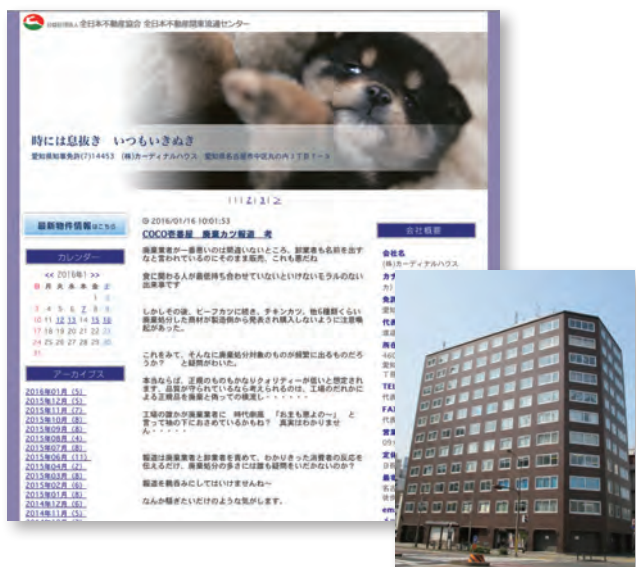 全日本不動産協会 全日本不動産関東流通センター
時には息抜き いつもいきぬき
愛知県知事免許(7)14453 (株)カーディナルハウス 愛知県名古屋市中区丸の内3丁目1-3
1 | 2 | 3 | >
最新物件情報はこちら
カレンダー
<< 2016年1 >>
日 月 火 水 木 金 土
1 2
3 4 5 6 7 8 9
10 11 12 13 14 15 16
17 18 19 20 21 22 23
24 25 26 27 28 29 30
31
アーカイブス
2016年01月 (5)
2015年12月 (5)
2015年11月 (7)
2015年10月 (8)
2015年09月 (8)
2015年08月 (4)
2015年07月 (8)
2015年06月 (11)
2015年04月 (2)
2015年03月 (8)
2015年02月 (6)
2015年01月 (8)
2014年12月 (6)
2014年11月 (5)
2016/01/16 10:01:53
COCO壱番屋 廃棄カツ報道 考
廃棄業者が一番悪いのは間違いないところ、卸業者も名前を出す
なと言われているのにそのまま販売、これも悪だね
食に関わる人が最低持ち合わせていないといけないモラルのない
出来事です
しかしその後、ビーフカツに続き、チキンカツ、他6種類くらい
廃棄処分した商材が製造側から発表され購入しないように注意喚
起があった。
これをみて、そんなに廃棄処分対象のものが頻繁に出るものだろ
うか? と疑問がわいた。
本当ならば、正規のものもかなりクォリティーが低いと想定され
ます、品質が守られているなら考えられるのは、工場のだれかに
よる正規品を廃棄と偽っての横流し・・・・・・
工場の誰かが廃棄業者に 時代劇風 「お主も悪よの〜」 と
言って袖の下におさめているかもね? 真実はわかりませ
ん・・・・・
報道は廃棄業者と卸業者を責めて、わかりきった消費者の反応を
伝えるだけ、廃棄処分の多さには誰も疑問をいだかないのか?
報道を鵜呑みにしてはいけませんね〜
なんか騒ぎたいだけのような気がします。
会社概要
会社名
(株)カーディナルハウス